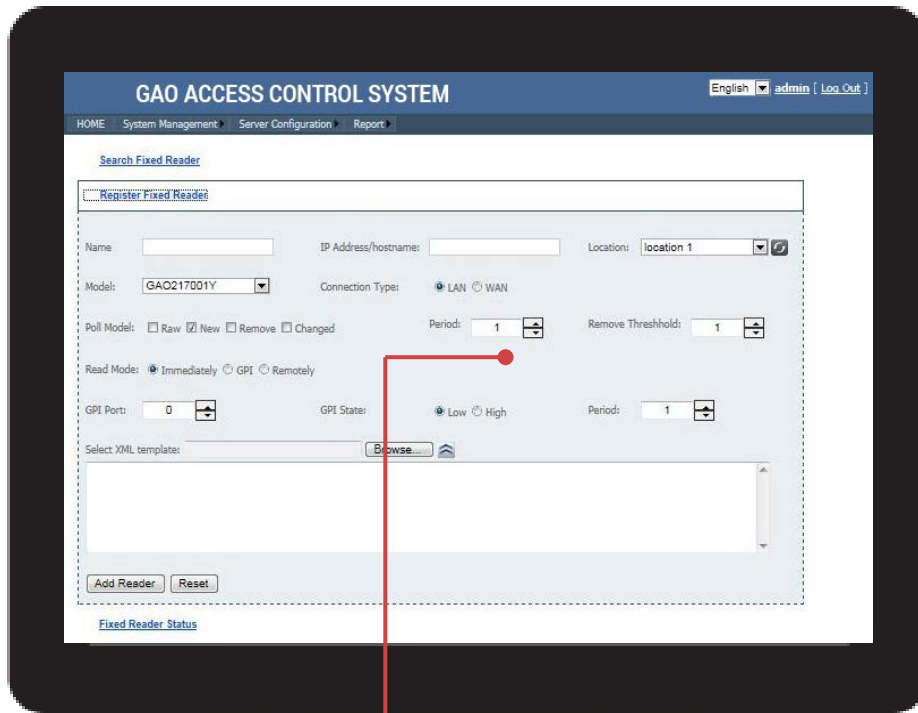 GAO ACCESS CONTROL SYSTEM
English admin [ Log Out ]
HOME System Management Server Configuration Report
Search Fixed Reader
Register Fixed Reader
Name IP Address/hostname: Location: location 1
Model: GAO217001Y Connection Type: LAN WAN
Poll Model: Raw New Remove Changed Period: 1 Remove Threshhold: 1
Read Mode: Immediately GPI Remotely
GPI Port: 0 GPI State: Low High Period: 1
Select XML template: Browse...
Add Reader Reset
Fixed Reader Status